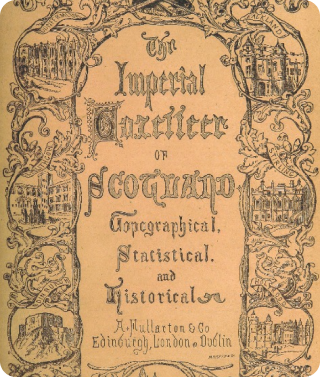 The
Imperial
Gazetteer
OF
SCOTLAND
Topographical,
Statistical.
and
Historical
A. Fullarton & Co
Edinburgh, London & Dublin